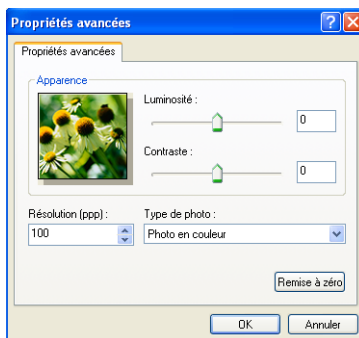 Propriétés avancées
Propriétés avancées
Apparence
Luminosité :
0
Contraste :
0
Résolution (ppp) :
Type de photo :
100
Photo en couleur
Remise à zéro
OK
Annuler